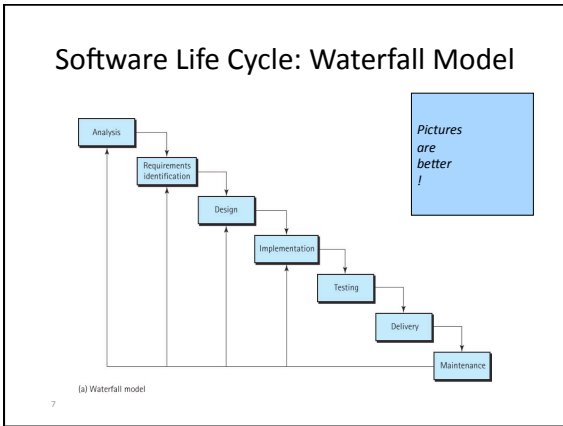 Software Life Cycle: Waterfall Model
Pictures
are
better
!
Analysis
Requirements
identification
Design
Implementation
Testing
Delivery
Maintenance
(a) Waterfall model
7